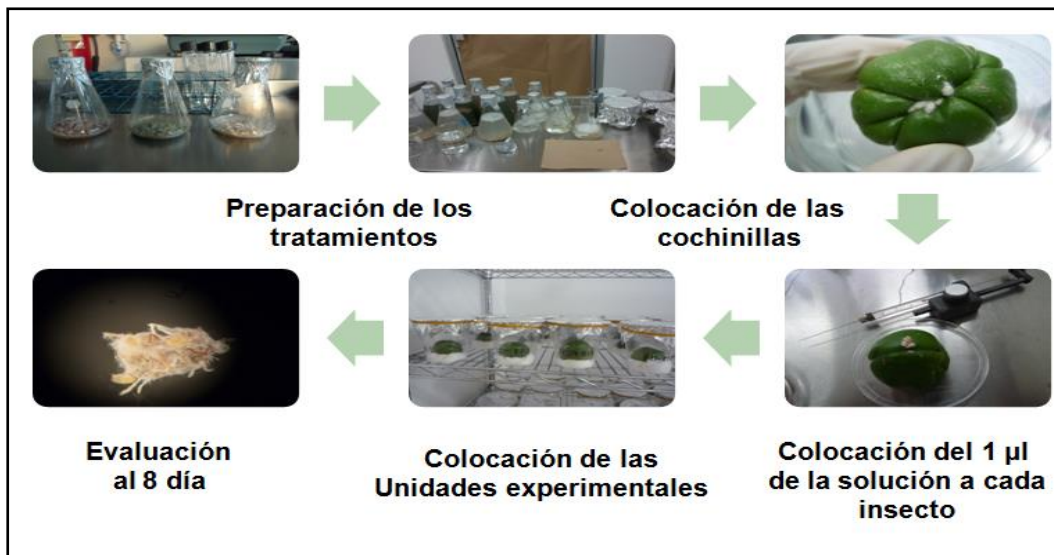 Preparación de los
tratamientos
Colocación de las
cochinillas
Colocación del 1 µl
de la solución a cada
insecto
Colocación de las
Unidades experimentales
Evaluación
al 8 día